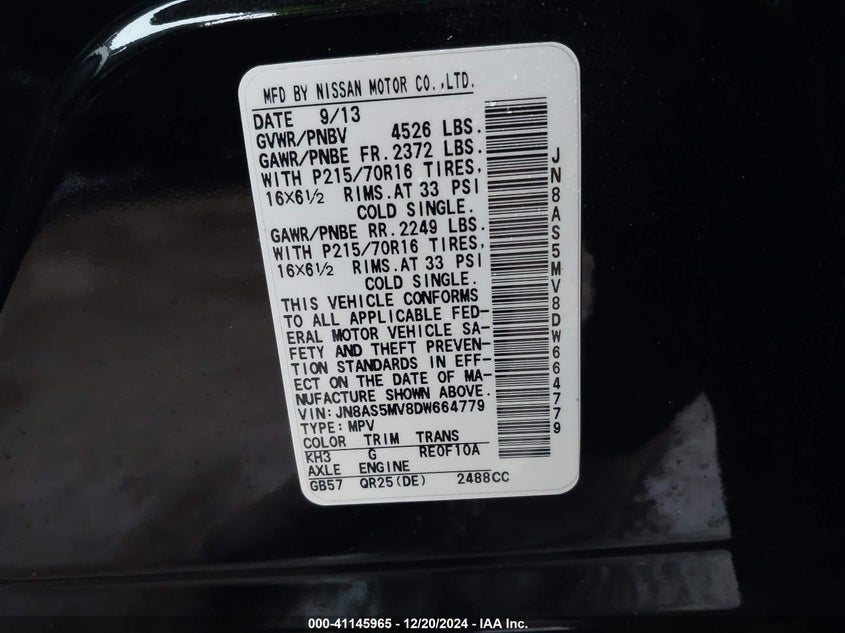 MFD BY NISSAN MOTOR CO.,LTD.
DATE 9/13
GVWR/PNBV 4526 LBS.
GAWR/PNBE FR. 2372 LBS.
WITH P215/70R16 TIRES,
16X6½ RIMS. AT 33 PSI
COLD SINGLE.
GAWR/PNBE RR. 2249 LBS.
WITH P215/70R16 TIRES,
16X6½ RIMS. AT 33 PSI
COLD SINGLE.
THIS VEHICLE CONFORMS
TO ALL APPLICABLE FED-
ERAL MOTOR VEHICLE SA-
FETY AND THEFT PREVEN-
TION STANDARDS IN EFF-
ECT ON THE DATE OF MA-
NUFACTURE SHOWN ABOVE.
VIN: JN8AS5MV8DW664779
TYPE: MPV
COLOR TRIM TRANS
KH3 G RE0F10A
AXLE ENGINE
GB57 QR25(DE) 2488CC
JN8AS5MV8DW664779
000-41145965 - 12/20/2024 - IAA Inc.